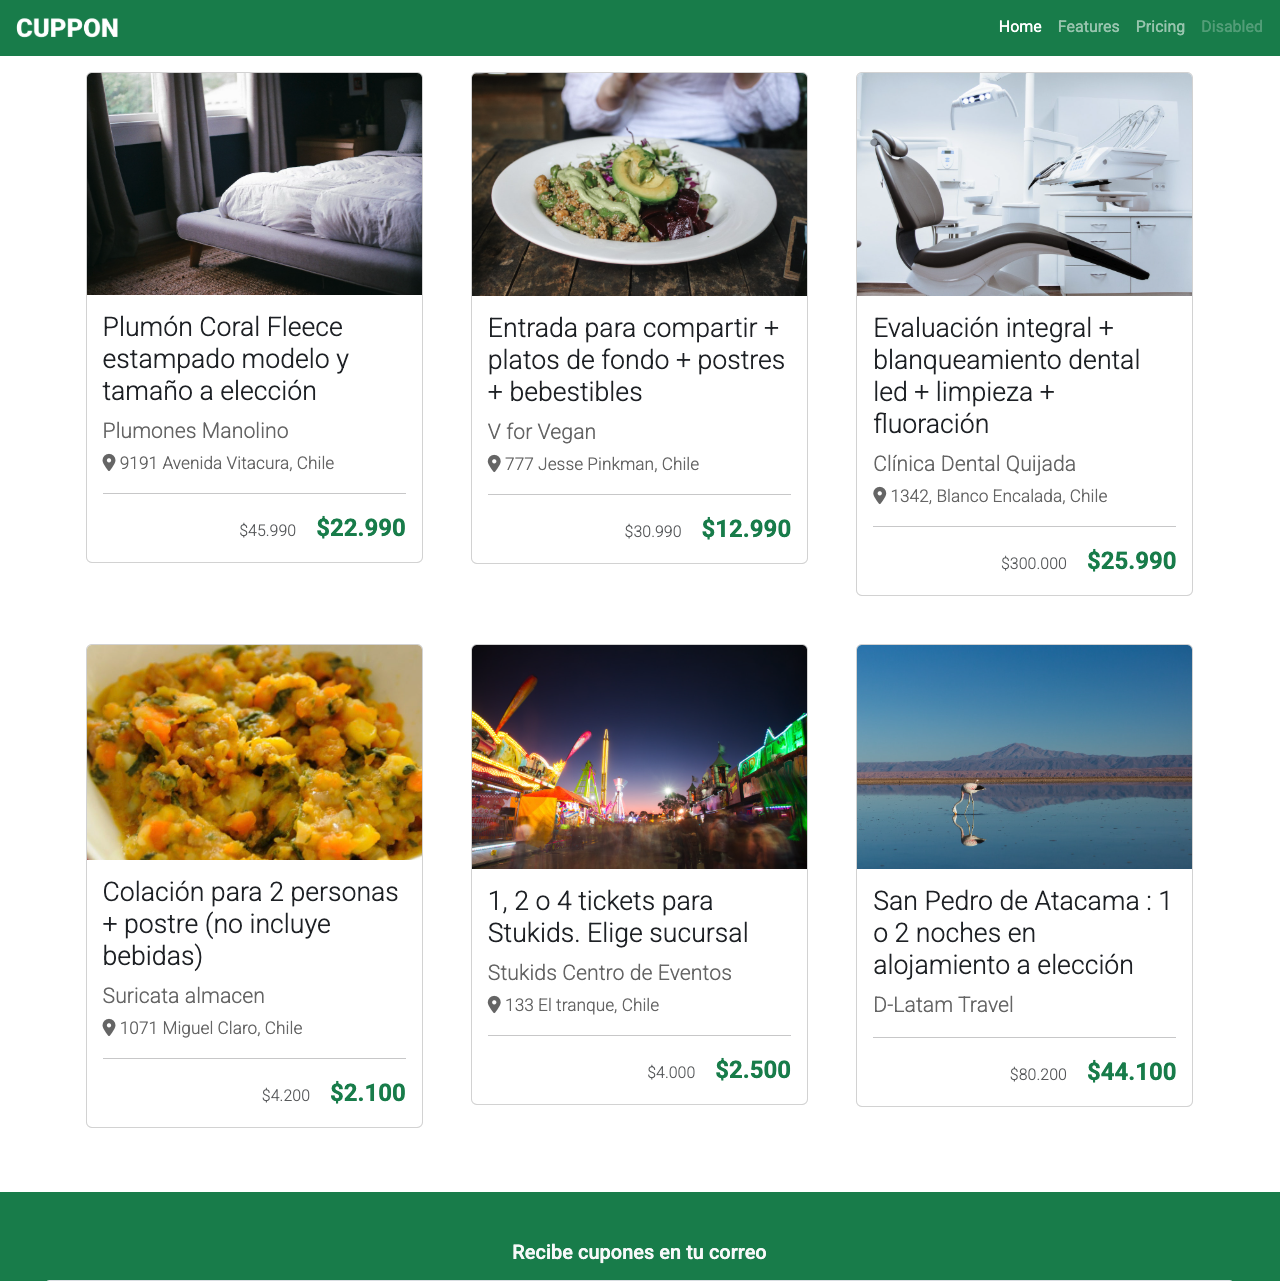 CUPPON
Home Features Pricing Disabled
Plumón Coral Fleece
estampado modelo y
tamaño a elección
Plumones Manolino
9191 Avenida Vitacura, Chile
$45.990 $22.990
Entrada para compartir +
platos de fondo + postres
+ bebestibles
V for Vegan
777 Jesse Pinkman, Chile
$30.990 $12.990
Evaluación integral +
blanqueamiento dental
led + limpieza +
fluoración
Clínica Dental Quijada
1342, Blanco Encalada, Chile
$300.000 $25.990
Colación para 2 personas
+ postre (no incluye
bebidas)
Suricata almacen
1071 Miguel Claro, Chile
$4.200 $2.100
1, 2 o 4 tickets para
Stukids. Elige sucursal
Stukids Centro de Eventos
133 El tranque, Chile
$4.000 $2.500
San Pedro de Atacama : 1
o 2 noches en
alojamiento a elección
D-Latam Travel
$80.200 $44.100
Recibe cupones en tu correo